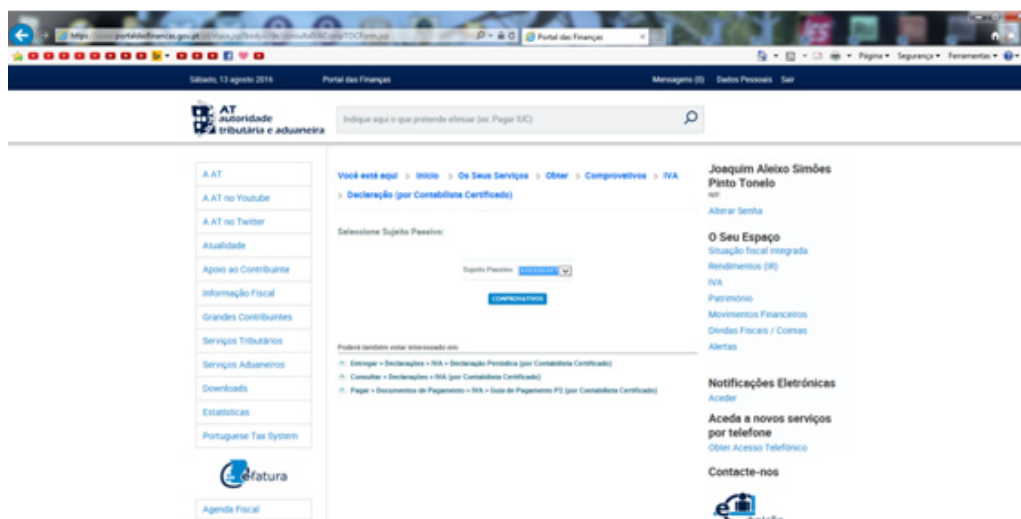 Portal das Finanças
Página
Segurança
Ferramentas
Sábado, 13 agosto 2016
Portal das Finanças
Mensagens (0)
Dados Pessoais
Sair
AT
autoridade
tributária e aduaneira
Indique aqui o que pretende efetuar (ex: Pagar IUC)
A AT
A AT no Youtube
A AT no Twitter
Atualidade
Apoio ao Contribuinte
Informação Fiscal
Grandes Contribuintes
Serviços Tributários
Serviços Aduaneiros
Downloads
Estatísticas
Portuguese Tax System
e-fatura
Agenda Fiscal
Você está aqui > Início > Os Seus Serviços > Obter > Comprovativos > IVA
> Declaração (por Contabilista Certificado)
Seleccione Sujeito Passivo:
Sujeito Passivo:
COMPROVATIVOS
Poderá também estar interessado em:
Entregar » Declarações » IVA » Declaração Periódica (por Contabilista Certificado)
Consultar » Declarações » IVA (por Contabilista Certificado)
Pagar » Documentos de Pagamento » IVA » Guia de Pagamento P2 (por Contabilista Certificado)
Joaquim Aleixo Simões
Pinto Tonelo
NIF:
Alterar Senha
O Seu Espaço
Situação fiscal integrada
Rendimentos (IR)
IVA
Património
Movimentos Financeiros
Dívidas Fiscais / Coimas
Alertas
Notificações Eletrónicas
Aceder
Aceda a novos serviços
por telefone
Obter Acesso Telefónico
Contacte-nos